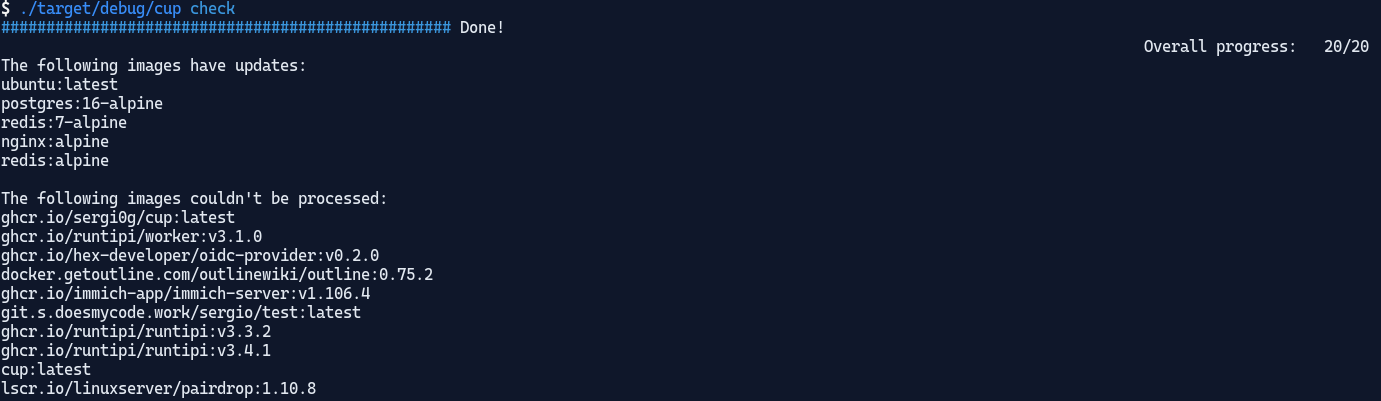 $ ./target/debug/cup check
################################################## Done!
Overall progress: 20/20
The following images have updates:
ubuntu:latest
postgres:16-alpine
redis:7-alpine
nginx:alpine
redis:alpine
The following images couldn't be processed:
ghcr.io/sergi0g/cup:latest
ghcr.io/runtipi/worker:v3.1.0
ghcr.io/hex-developer/oidc-provider:v0.2.0
docker.getoutline.com/outlinewiki/outline:0.75.2
ghcr.io/immich-app/immich-server:v1.106.4
git.s.doesmycode.work/sergio/test:latest
ghcr.io/runtipi/runtipi:v3.3.2
ghcr.io/runtipi/runtipi:v3.4.1
cup:latest
lscr.io/linuxserver/pairdrop:1.10.8